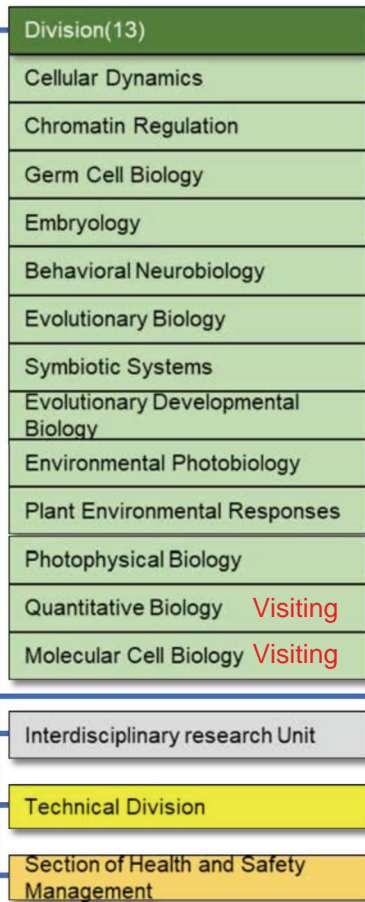 Division(13)
Cellular Dynamics
Chromatin Regulation
Germ Cell Biology
Embryology
Behavioral Neurobiology
Evolutionary Biology
Symbiotic Systems
Evolutionary Developmental
Biology
Environmental Photobiology
Plant Environmental Responses
Photophysical Biology
Quantitative Biology Visiting
Molecular Cell Biology Visiting
Interdisciplinary research Unit
Technical Division
Section of Health and Safety
Management